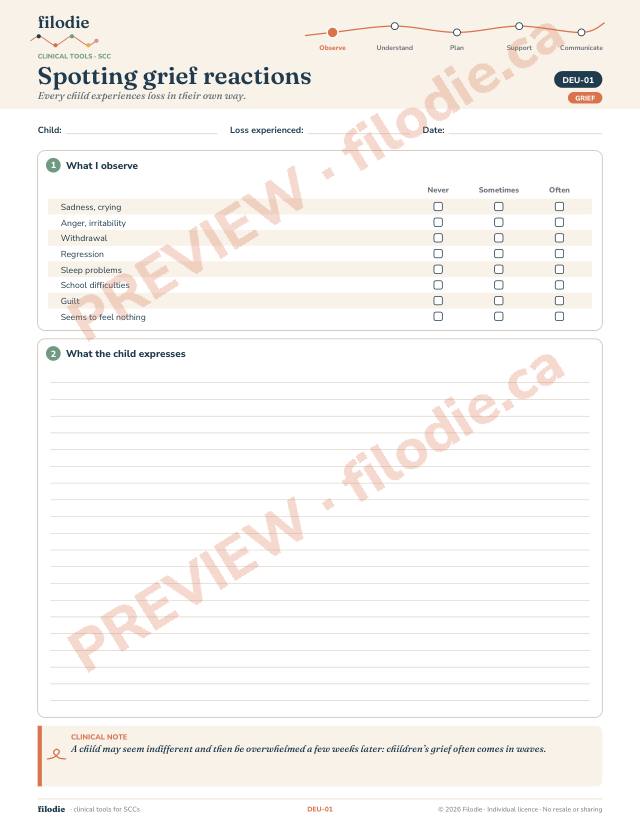 filodie
Observe Understand Plan Support Communicate
CLINICAL TOOLS · SCC
Spotting grief reactions
Every child experiences loss in their own way.
DEU-01
GRIEF
Child: Loss experienced: Date:
1 What I observe
Never Sometimes Often
Sadness, crying
Anger, irritability
Withdrawal
Regression
Sleep problems
School difficulties
Guilt
Seems to feel nothing
PREVIEW · filodie.ca
2 What the child expresses
PREVIEW · filodie.ca
CLINICAL NOTE
A child may seem indifferent and then be overwhelmed a few weeks later: children's grief often comes in waves.
filodie · clinical tools for SCCs DEU-01 © 2026 Filodie · Individual licence · No resale or sharing